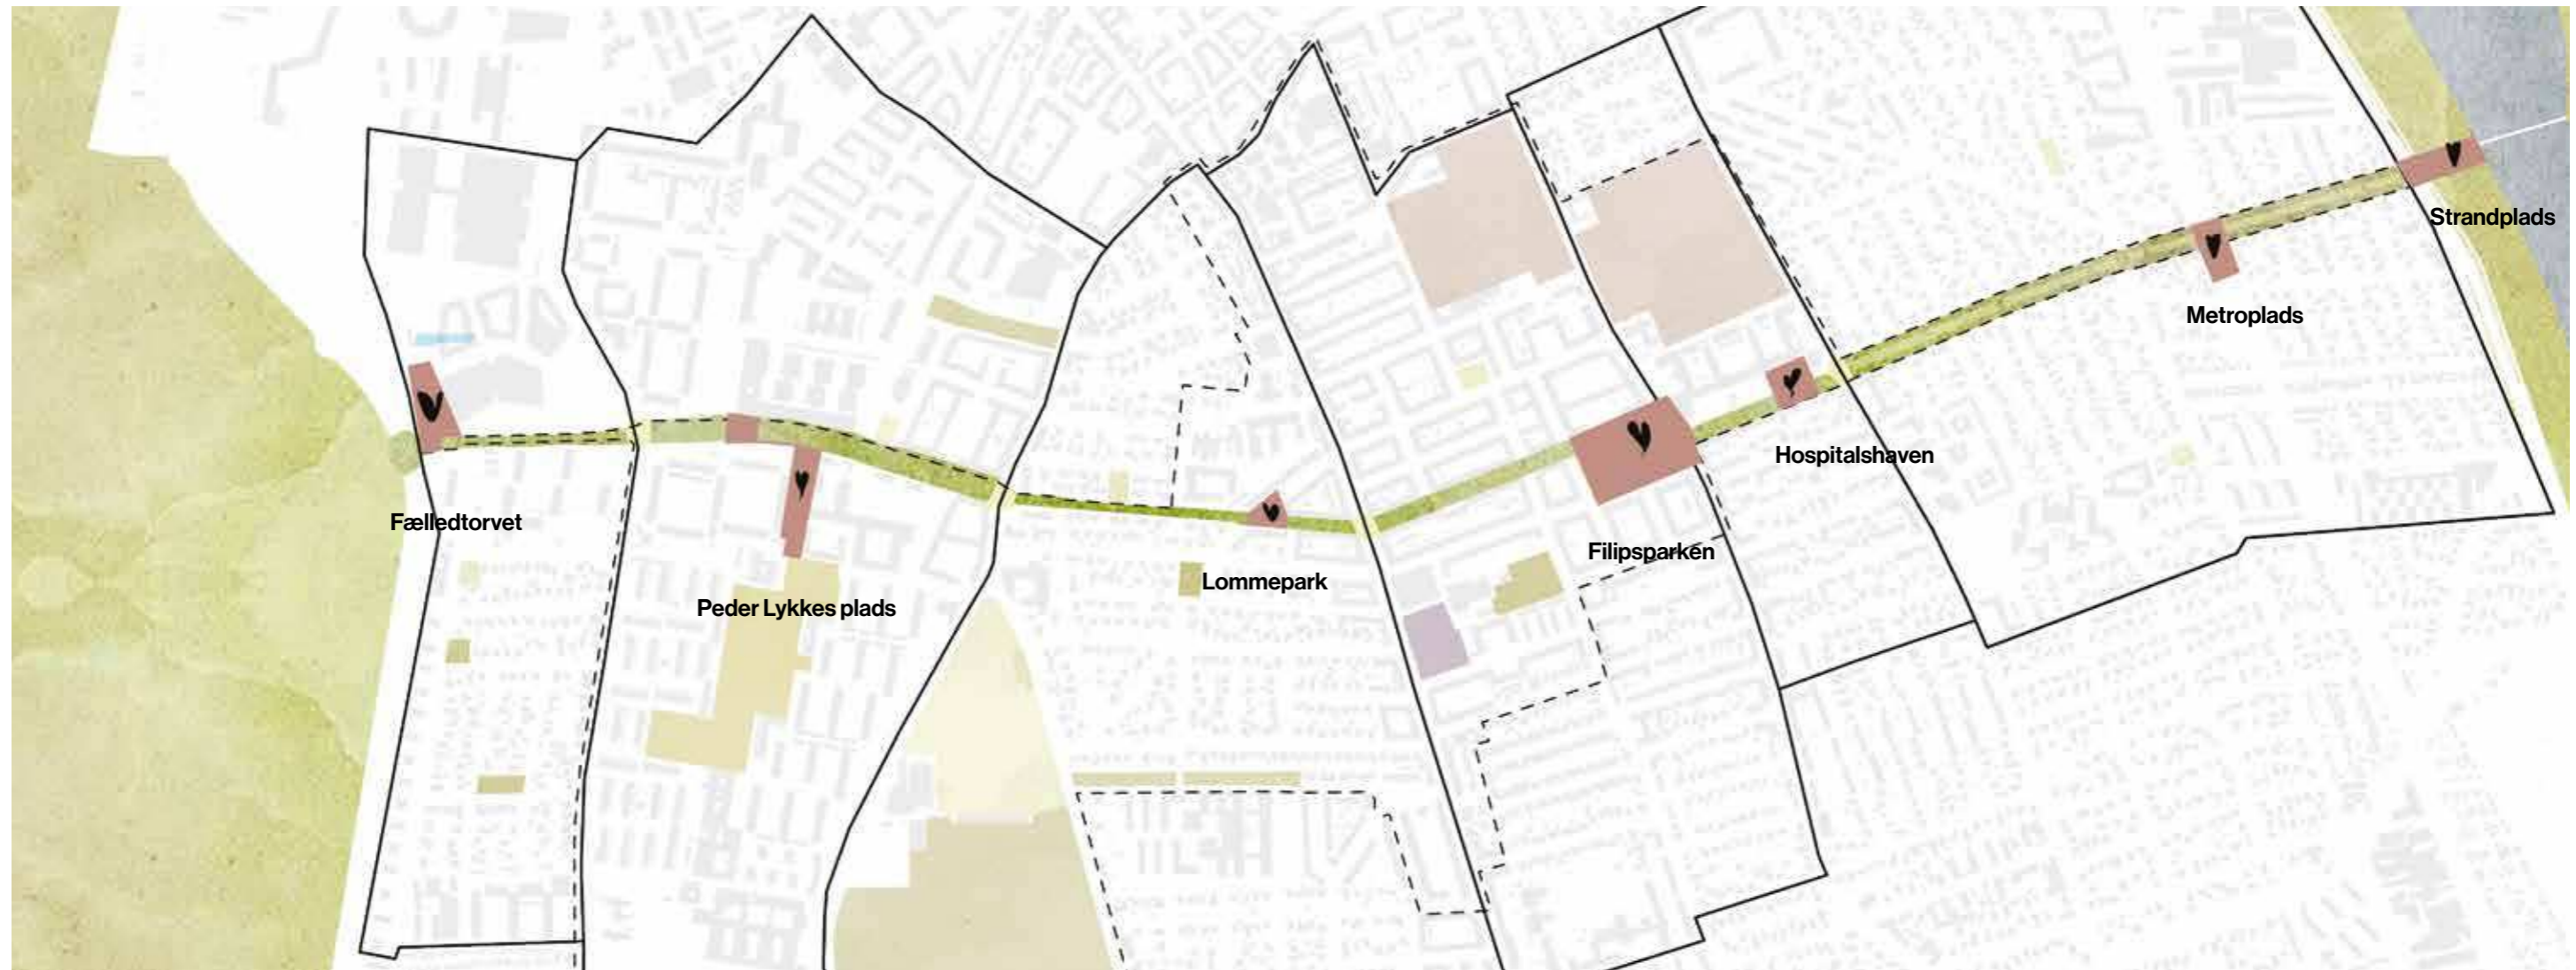 Strandplads
Metroplads
Hospitalshaven
Fælledtorvet
Filipsparken
Lommepark
Peder Lykkes plads